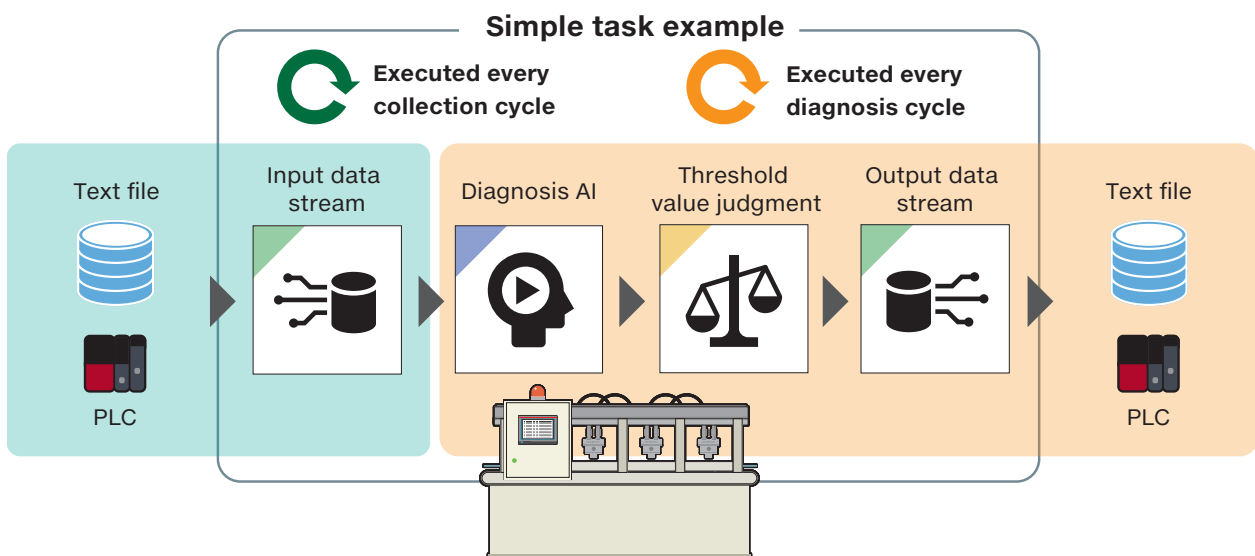 Simple task example
Executed every
collection cycle
Executed every
diagnosis cycle
Text file
PLC
Input data
stream
Diagnosis AI
Threshold
value judgment
Output data
stream
Text file
PLC